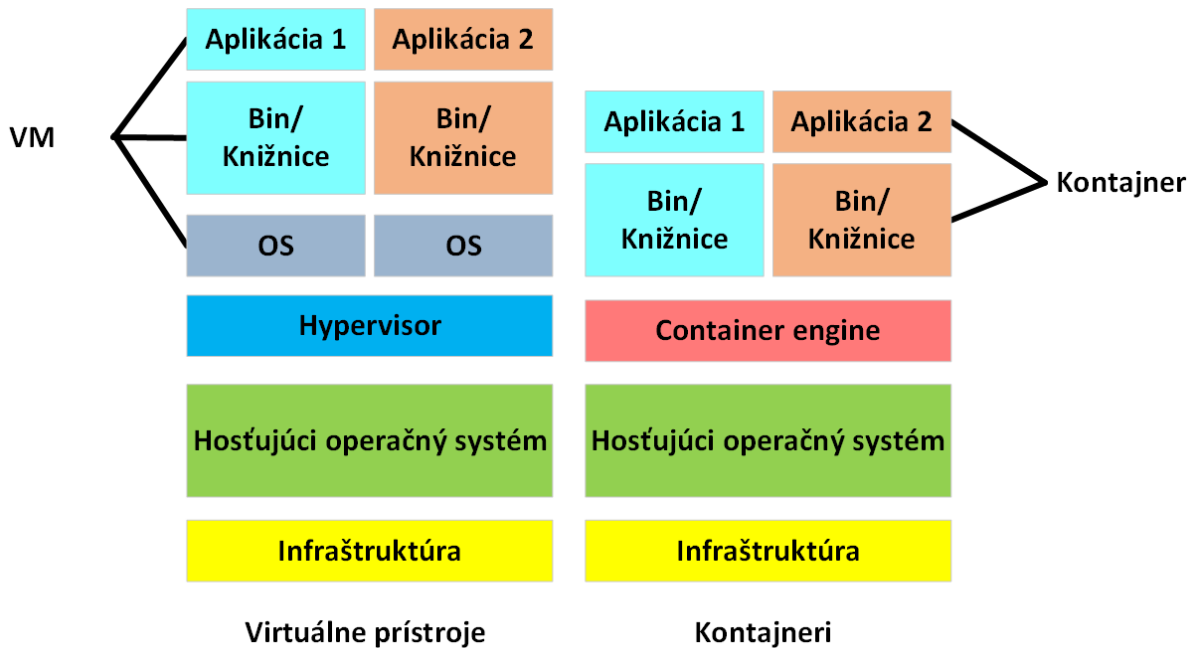 VM
Aplikácia 1
Aplikácia 2
Bin/
Knižnice
Bin/
Knižnice
OS
OS
Hypervisor
Hosťujúci operačný systém
Infraštruktúra
Virtuálne prístroje
Aplikácia 1
Aplikácia 2
Bin/
Knižnice
Bin/
Knižnice
Kontajner
Container engine
Hosťujúci operačný systém
Infraštruktúra
Kontajneri